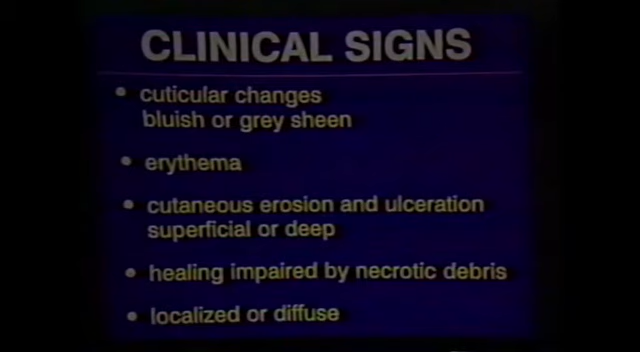 CLINICAL SIGNS
• cuticular changes
bluish or grey sheen
• erythema
• cutaneous erosion and ulceration
superficial or deep
• healing impaired by necrotic debris
• localized or diffuse